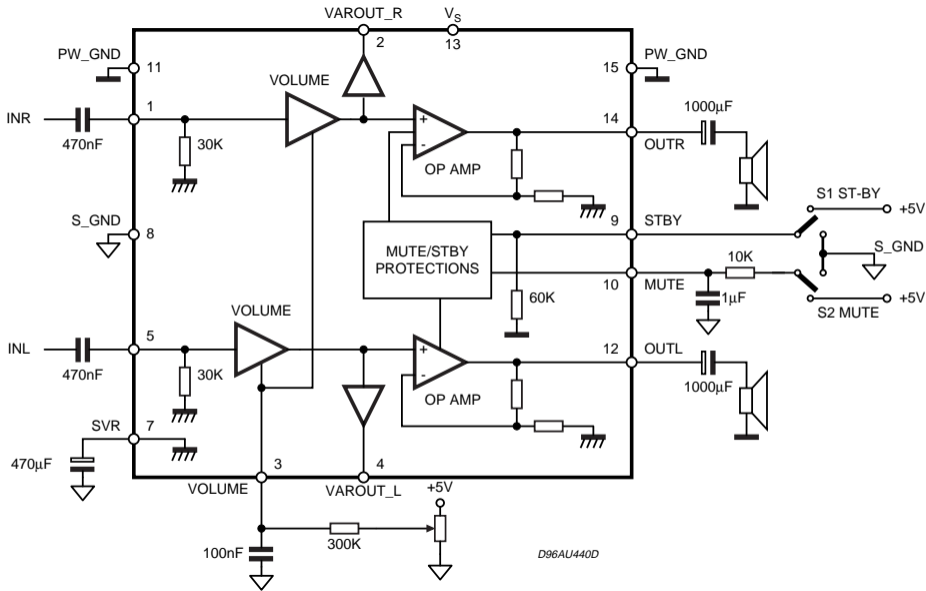 VAROUT_R
VS
2
13
PW_GND
11
15
PW_GND
VOLUME
1
INR
470nF
30K
+
-
OP AMP
14
1000µF
OUTR
S1 ST-BY
+5V
9
STBY
S_GND
8
S_GND
MUTE/STBY
PROTECTIONS
10K
10
MUTE
60K
1µF
+5V
S2 MUTE
VOLUME
5
INL
470nF
30K
+
-
OP AMP
12
OUTL
1000µF
SVR
7
470µF
3
4
VOLUME
VAROUT_L
+5V
300K
100nF
D96AU440D